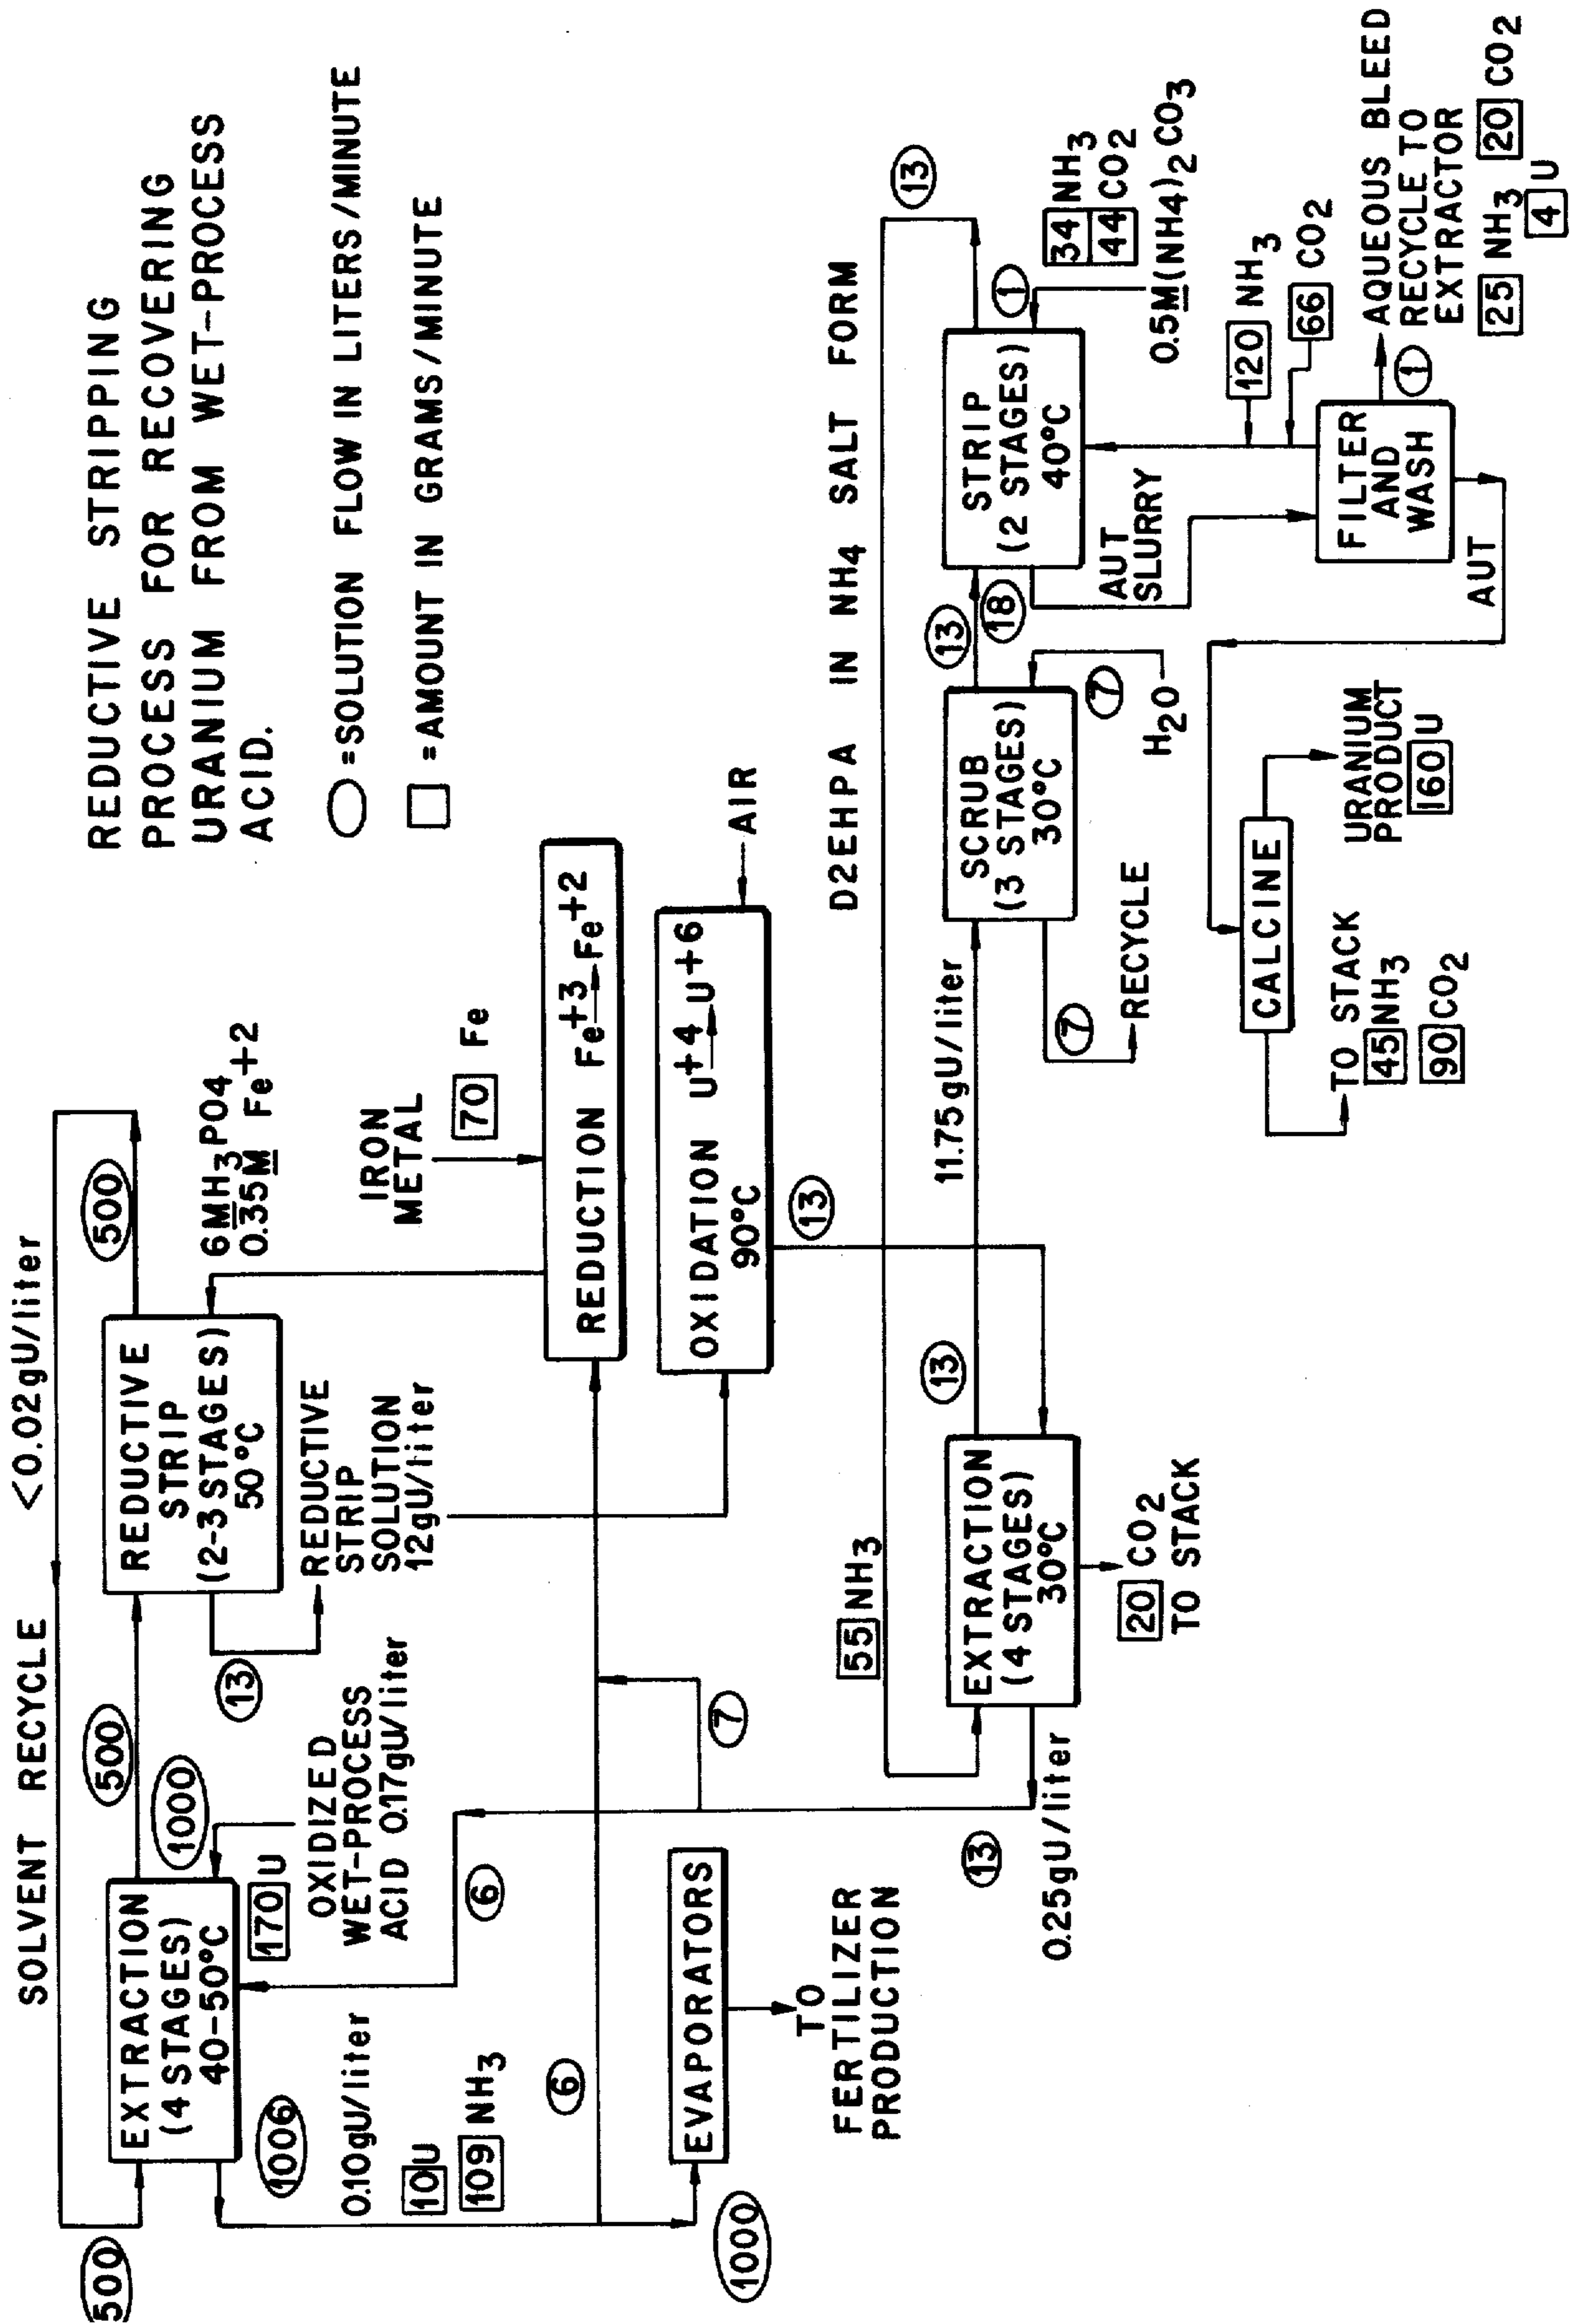 REDUCTIVE STRIPPING
PROCESS FOR RECOVERING
URANIUM FROM WET-PROCESS
ACID.
=SOLUTION FLOW IN LITERS/MINUTE
=AMOUNT IN GRAMS/MINUTE
SOLVENT RECYCLE <0.02gU/liter
500
EXTRACTION
(4 STAGES)
40-50°C
500
1000
170 U
OXIDIZED
WET-PROCESS
ACID 0.17gU/liter
1006
0.10gU/liter
10U
109 NH3
REDUCTIVE
STRIP
(2-3 STAGES)
50°C
500
6MH3PO4
0.35M Fe+2
13
REDUCTIVE
STRIP
SOLUTION
12gU/liter
IRON
METAL
70 Fe
REDUCTION Fe+3 Fe+2
OXIDATION U+4 U+6
90°C
AIR
13
6
6
7
1000
EVAPORATORS
TO
FERTILIZER
PRODUCTION
D2EHPA IN NH4 SALT FORM
55 NH3
13
EXTRACTION
(4 STAGES)
30°C
13
0.25gU/liter
20 CO2
TO STACK
13
11.75gU/liter
SCRUB
(3 STAGES)
30°C
7
RECYCLE
7
H2O
13
18
STRIP
(2 STAGES)
40°C
1
34 NH3
44 CO2
0.5M(NH4)2CO3
AUT
SLURRY
120 NH3
66 CO2
FILTER
AND
WASH
1
AQUEOUS BLEED
RECYCLE TO
EXTRACTOR
25 NH3 20 CO2
4 U
AUT
CALCINE
TO STACK
45 NH3
90 CO2
URANIUM
PRODUCT
160 U